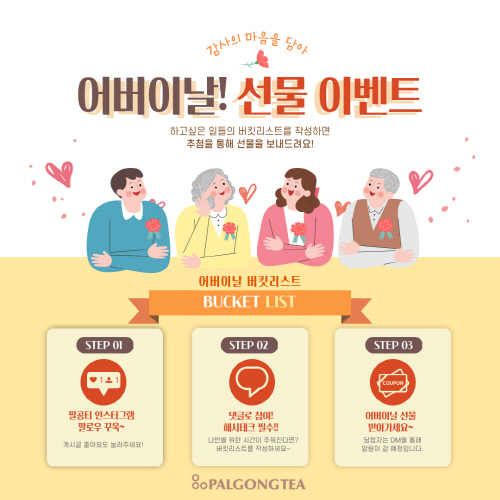 감사의 마음을 담아
어버이날! 선물 이벤트
하고싶은 일들의 버킷리스트를 작성하면
추첨을 통해 선물을 보내드려요!
어버이날 버킷리스트
BUCKET LIST
STEP 01
1 1
팔공티 인스타그램
팔로우 꾸욱~
게시글 좋아요도 눌러주세요!
STEP 02
댓글로 참여!
해시태크 필수!!
나만을 위한 시간이 주워진다면?
버킷리스트를 작성하세요~
STEP 03
COUPON
어버이날 선물
받아가세요~
당첨자는 DM을 통해
알림이 갈 예정입니다.
PALGONGTEA